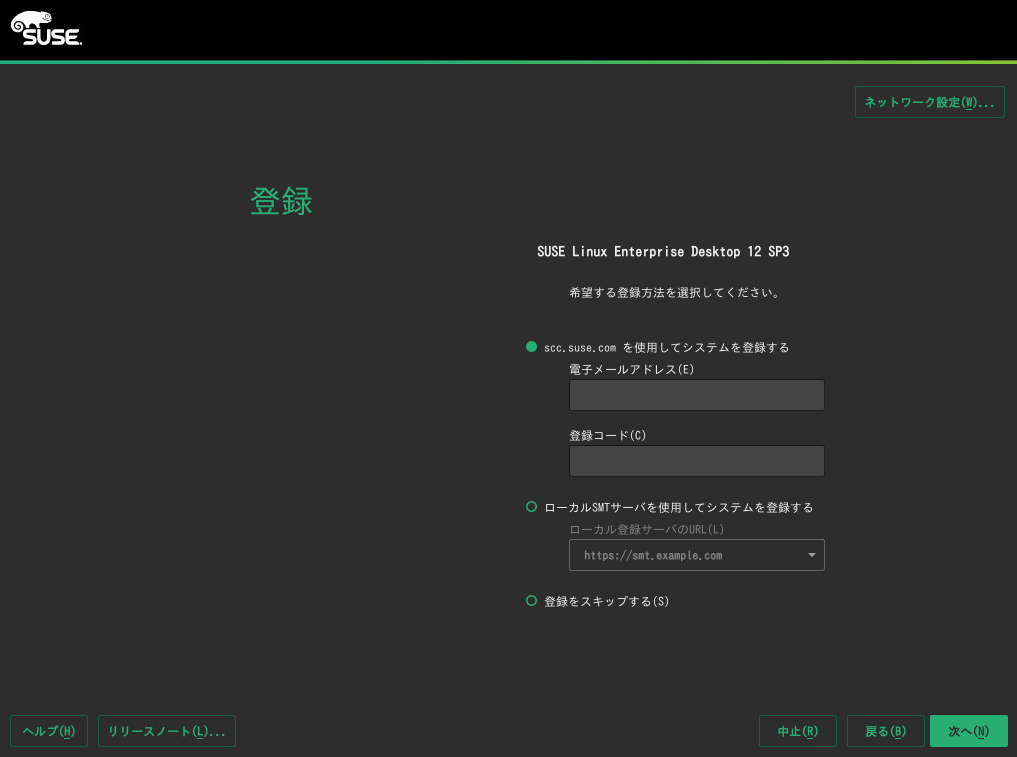 SUSE
ネットワーク設定(W)...
登録
SUSE Linux Enterprise Desktop 12 SP3
希望する登録方法を選択してください。
scc.suse.com を使用してシステムを登録する
電子メールアドレス(E)
登録コード(C)
ローカルSMTサーバを使用してシステムを登録する
ローカル登録サーバのURL(L)
https://smt.example.com
登録をスキップする(S)
ヘルプ(H) リリースノート(L)... 中止(R) 戻る(B) 次へ(N)